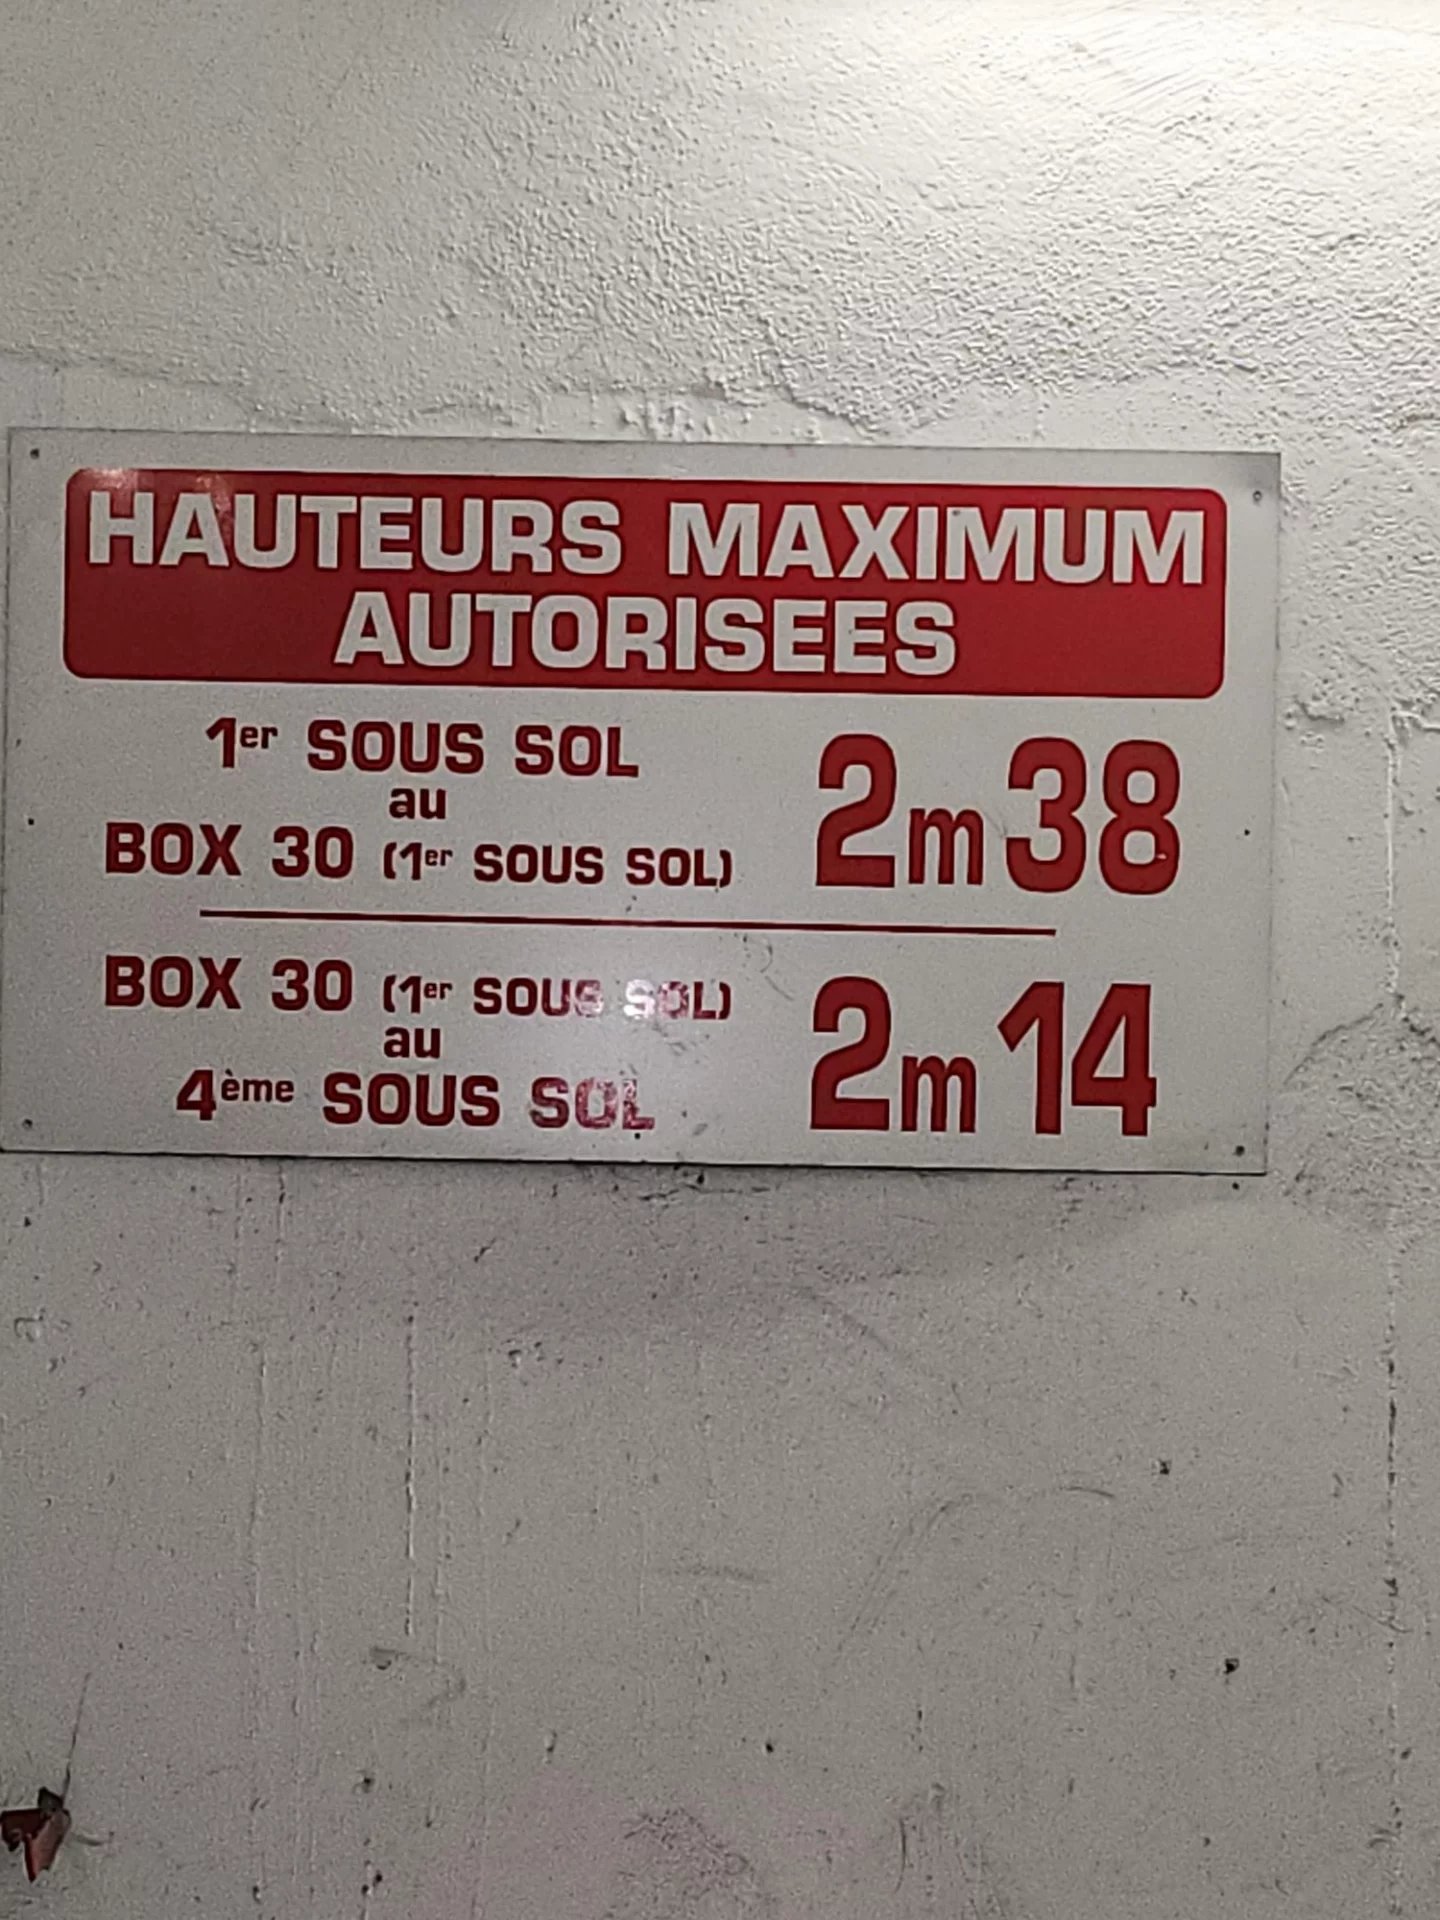 HAUTEURS MAXIMUM
AUTORISEES
1er SOUS SOL
au
BOX 30 (1er SOUS SOL)
2m38
BOX 30 (1er SOUS SOL)
au
4ème SOUS SOL
2m14